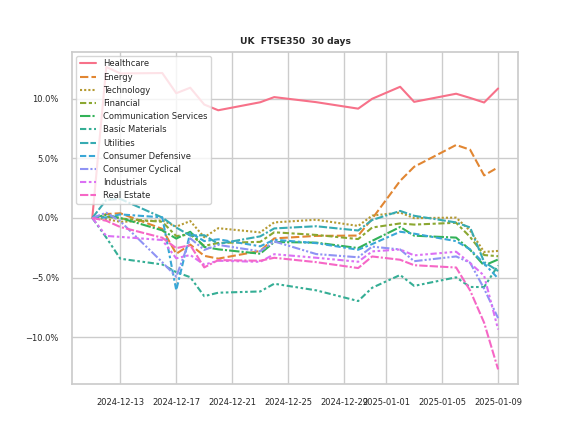 UK  FTSE350  30 days
Healthcare
Energy
Technology
Financial
Communication Services
Basic Materials
Utilities
Consumer Defensive
Consumer Cyclical
Industrials
Real Estate
10.0%
5.0%
0.0%
−5.0%
−10.0%
2024-12-13 2024-12-17 2024-12-21 2024-12-25 2024-12-29 2025-01-01 2025-01-05 2025-01-09